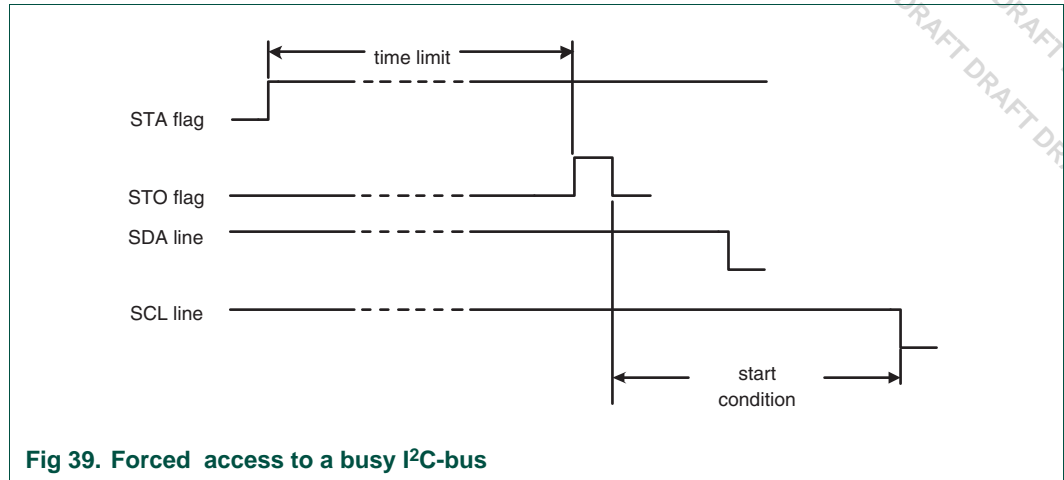 DRAFT DRAFT DR
DRAFT
time limit
STA flag
STO flag
SDA line
SCL line
start
condition
Fig 39. Forced access to a busy I²C-bus